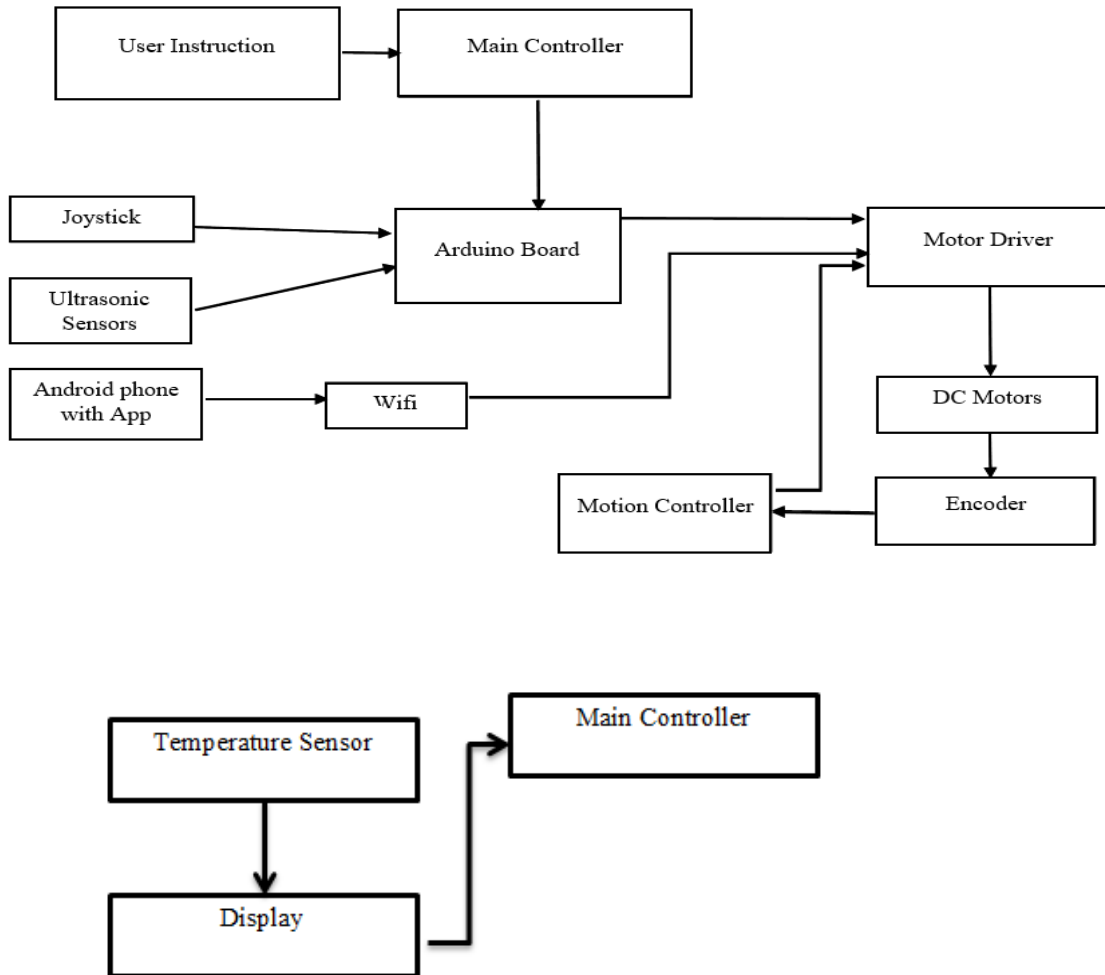 User Instruction
Main Controller
Joystick
Arduino Board
Motor Driver
Ultrasonic
Sensors
Android phone
with App
Wifi
DC Motors
Motion Controller
Encoder
Temperature Sensor
Main Controller
Display